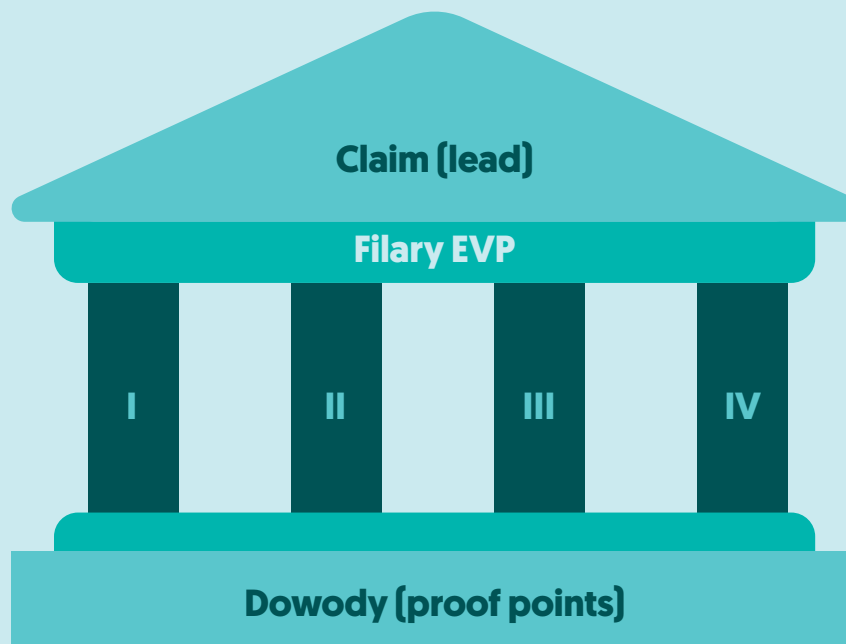 Claim (lead)
Filary EVP
I
II
III
IV
Dowody (proof points)